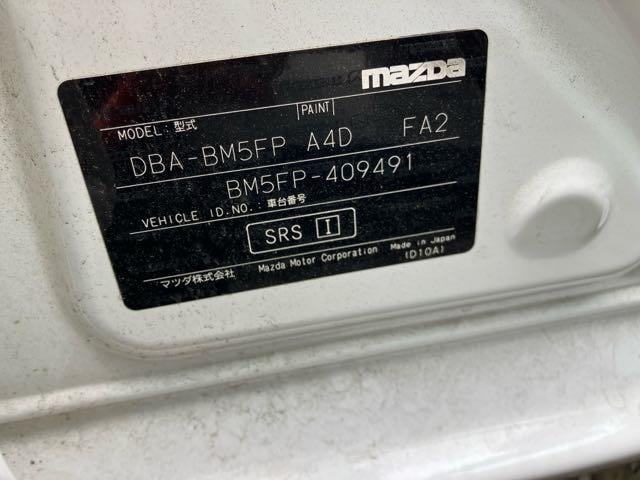 mazda
MODEL: 型式 PAINT
DBA-BM5FP A4D FA2
BM5FP-409491
VEHICLE ID.NO.: 車台番号
SRS I
マツダ株式会社 Mazda Motor Corporation Made in Japan
(D10A)